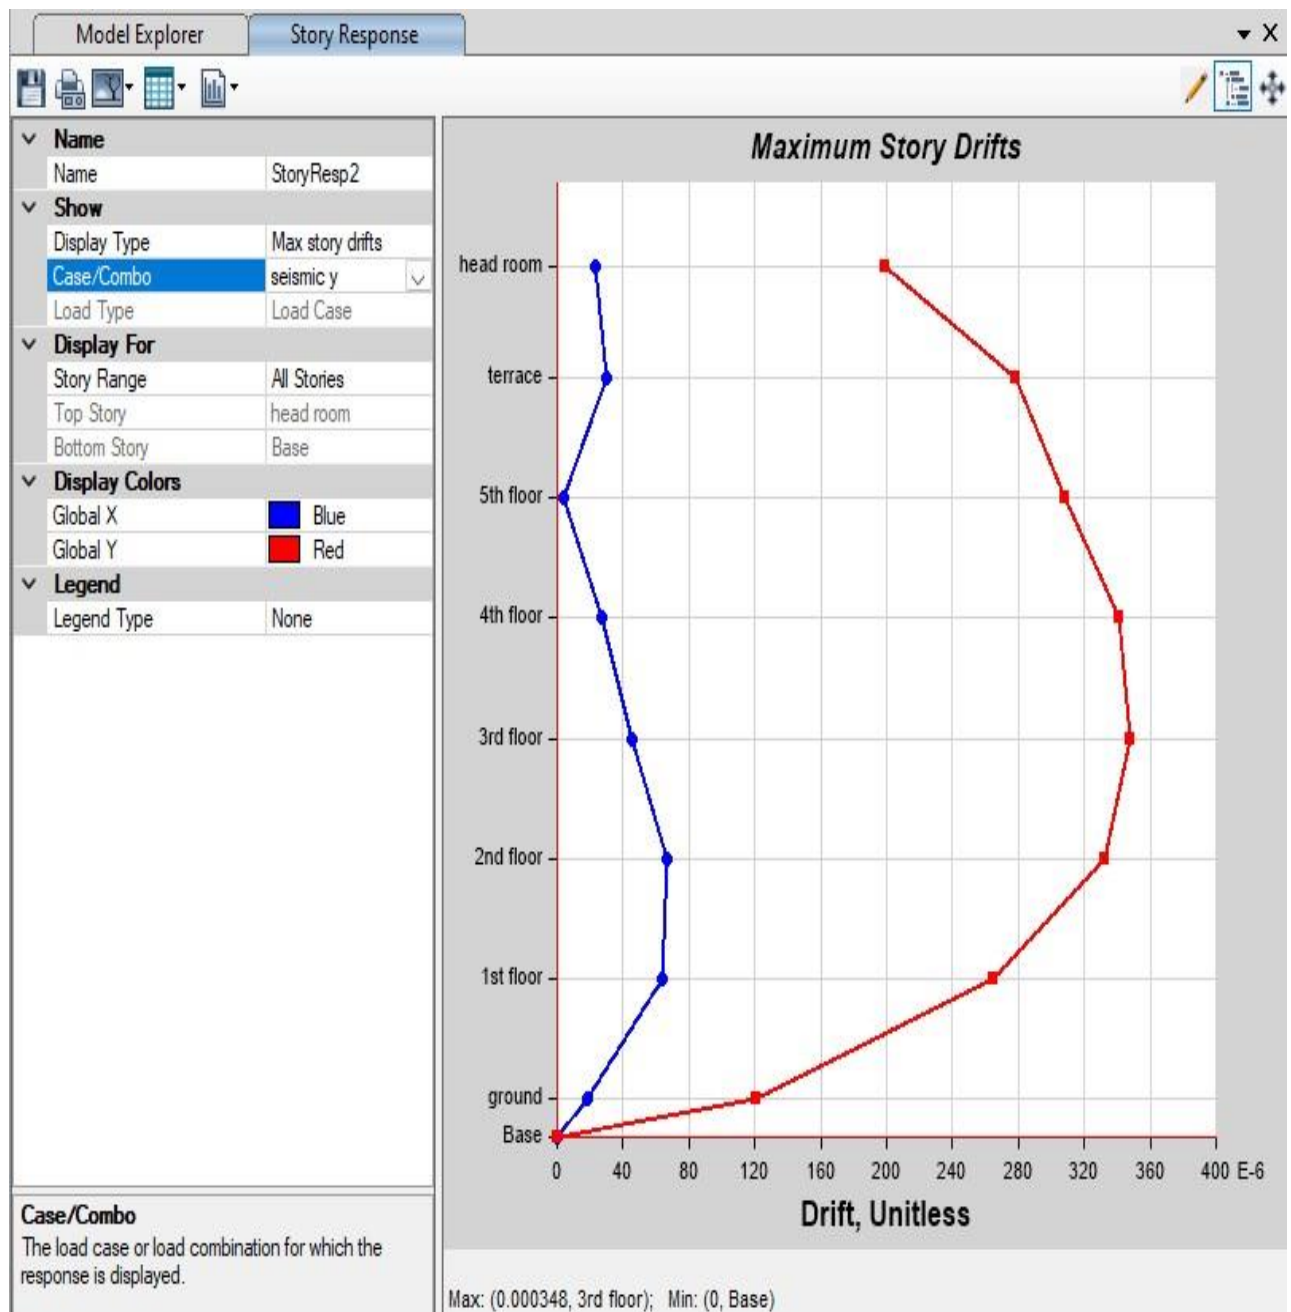 Model Explorer
Story Response
X
Name
Name StoryResp2
Show
Display Type Max story drifts
Case/Combo seismic y
Load Type Load Case
Display For
Story Range All Stories
Top Story head room
Bottom Story Base
Display Colors
Global X Blue
Global Y Red
Legend
Legend Type None
Case/Combo
The load case or load combination for which the
response is displayed.
Maximum Story Drifts
head room
terrace
5th floor
4th floor
3rd floor
2nd floor
1st floor
ground
Base
0 40 80 120 160 200 240 280 320 360 400 E-6
Drift, Unitless
Max: (0.000348, 3rd floor); Min: (0, Base)